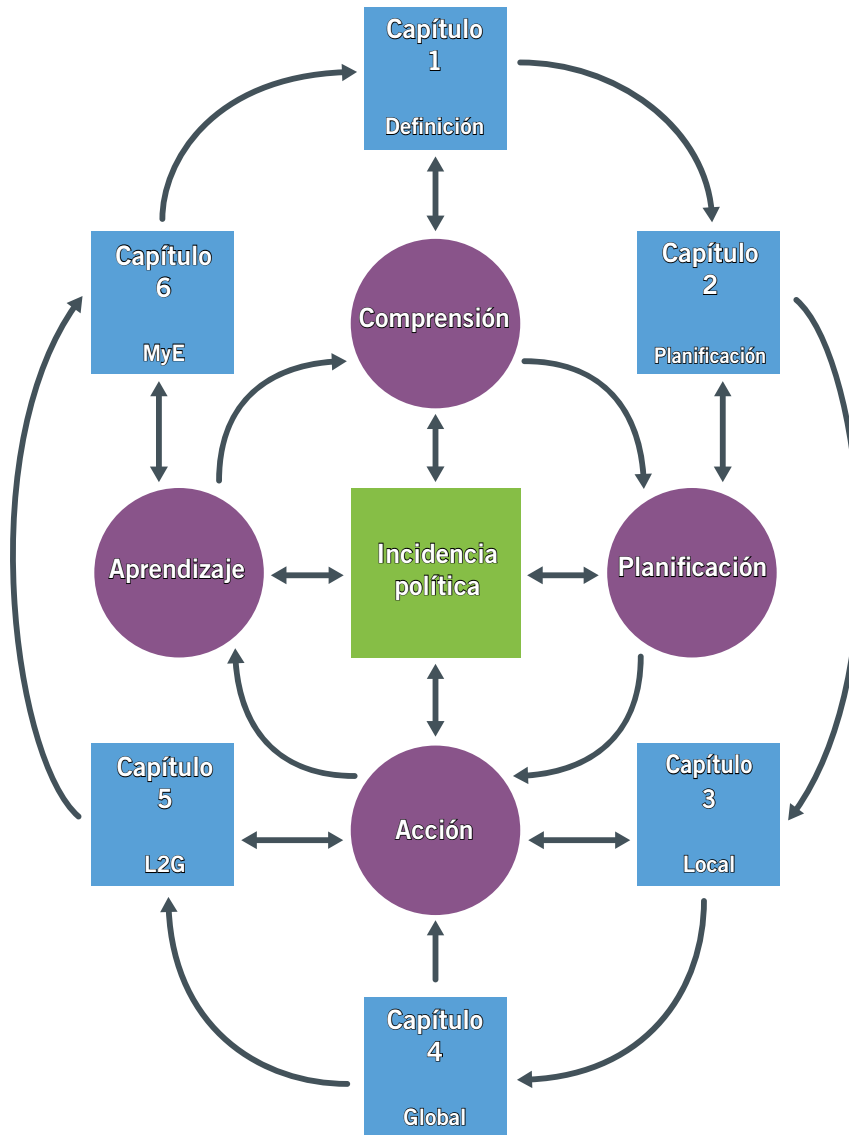 Capítulo
1
Definición
Capítulo
6
MyE
Capítulo
2
Planificación
Comprensión
Aprendizaje
Incidencia
política
Planificación
Capítulo
5
L2G
Acción
Capítulo
3
Local
Capítulo
4
Global